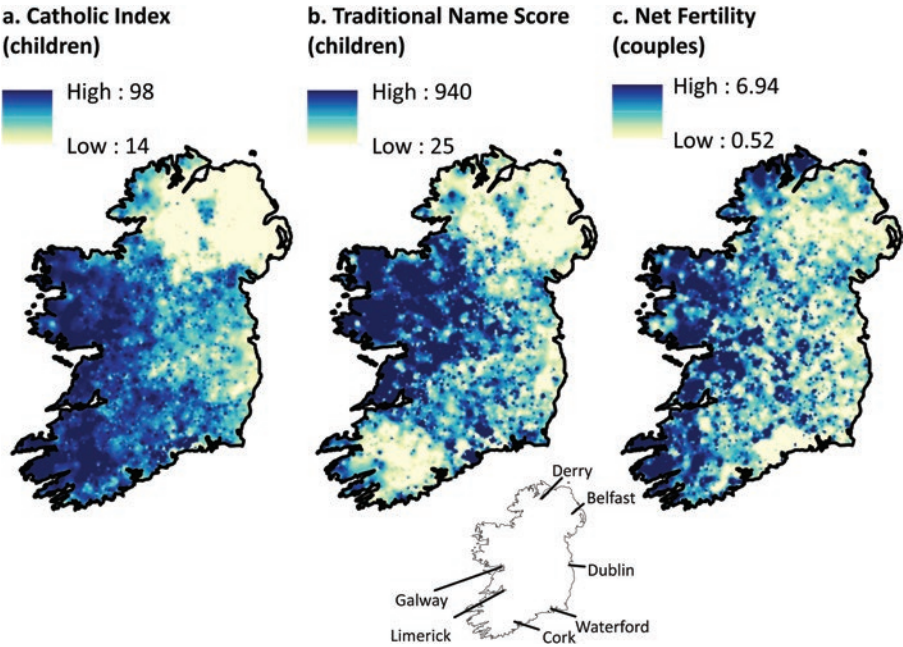 a. Catholic Index
(children)
High : 98
Low : 14
b. Traditional Name Score
(children)
High : 940
Low : 25
c. Net Fertility
(couples)
High : 6.94
Low : 0.52
Derry
Belfast
Dublin
Galway
Limerick
Waterford
Cork